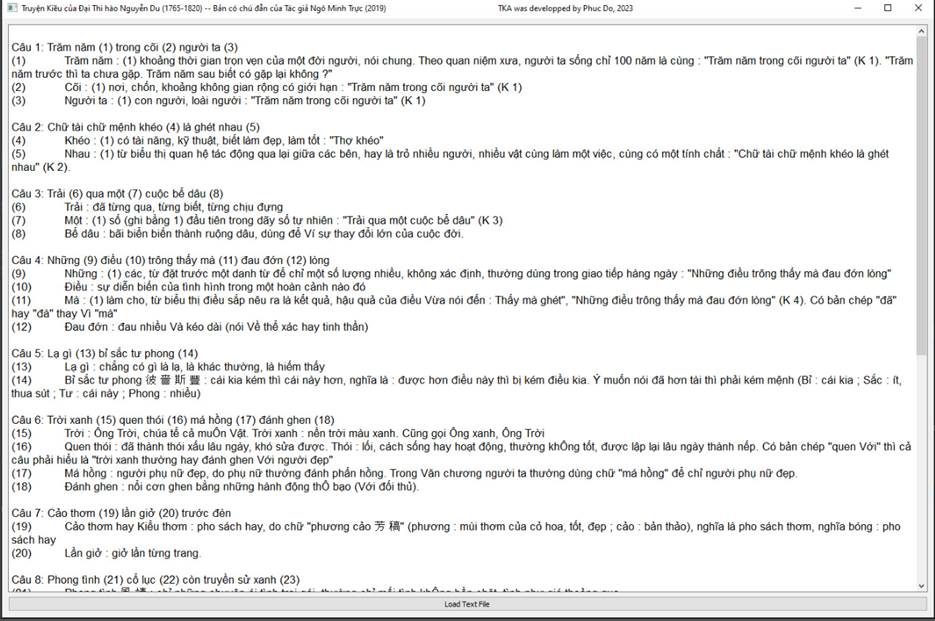 Truyện Kiều của Đại Thi hào Nguyễn Du (1765-1820) -- Bản có chú đẫn của Tác giả Ngô Minh Trực (2019) TKA was developped by Phuc Do, 2023
Câu 1: Trăm năm (1) trong cõi (2) người ta (3)
(1) Trăm năm : (1) khoảng thời gian trọn vẹn của một đời người, nói chung. Theo quan niệm xưa, người ta sống chỉ 100 năm là cùng : "Trăm năm trong cõi người ta" (K 1). "Trăm
năm trước thì ta chưa gặp. Trăm năm sau biết có gặp lại không ?"
(2) Cõi : (1) nơi, chốn, khoảng không gian rộng có giới hạn : "Trăm năm trong cõi người ta" (K 1)
(3) Người ta : (1) con người, loài người : "Trăm năm trong cõi người ta" (K 1)
Câu 2: Chữ tài chữ mệnh khéo (4) là ghét nhau (5)
(4) Khéo : (1) có tài năng, kỹ thuật, biết làm đẹp, làm tốt : "Thợ khéo"
(5) Nhau : (1) từ biểu thị quan hệ tác động qua lại giữa các bên, hay là trỏ nhiều người, nhiều vật cùng làm một việc, cùng có một tính chất : "Chữ tài chữ mệnh khéo là ghét
nhau" (K 2).
Câu 3: Trải (6) qua một (7) cuộc bể dâu (8)
(6) Trải : đã từng qua, từng biết, từng chịu đựng
(7) Một : (1) số (ghi bằng 1) đầu tiên trong dãy số tự nhiên : "Trải qua một cuộc bể dâu" (K 3)
(8) Bể dâu : bãi biển biến thành ruộng dâu, dùng để Ví sự thay đổi lớn của cuộc đời.
Câu 4: Những (9) điều (10) trông thấy mà (11) đau đớn (12) lòng
(9) Những : (1) các, từ đặt trước một danh từ để chỉ một số lượng nhiều, không xác định, thường dùng trong giao tiếp hàng ngày : "Những điều trông thấy mà đau đớn lòng"
(10) Điều : sự diễn biến của tình hình trong một hoàn cảnh nào đó
(11) Mà : (1) làm cho, từ biểu thị điều sắp nêu ra là kết quả, hậu quả của điều Vừa nói đến : Thấy mà ghét", "Những điều trông thấy mà đau đớn lòng" (K 4). Có bản chép "đã"
hay "đà" thay Vì "mà"
(12) Đau đớn : đau nhiều Và kéo dài (nói Về thể xác hay tinh thần)
Câu 5: Lạ gì (13) bỉ sắc tư phong (14)
(13) Lạ gì : chẳng có gì là lạ, là khác thường, là hiếm thấy
(14) Bỉ sắc tư phong 彼 嗇 斯 豐 : cái kia kém thì cái này hơn, nghĩa là : được hơn điều này thì bị kém điều kia. Ý muốn nói đã hơn tài thì phải kém mệnh (Bỉ : cái kia ; Sắc : ít,
thua sút ; Tư : cái này ; Phong : nhiều)
Câu 6: Trời xanh (15) quen thói (16) má hồng (17) đánh ghen (18)
(15) Trời : Ông Trời, chúa tể cả muÔn Vật. Trời xanh : nền trời màu xanh. Cũng gọi Ông xanh, Ông Trời
(16) Quen thói : đã thành thói xấu lâu ngày, khó sửa được. Thói : lối, cách sống hay hoạt động, thường khÔng tốt, được lập lại lâu ngày thành nếp. Có bản chép "quen Với" thì cả
câu phải hiểu là "trời xanh thường hay đánh ghen Với người đẹp"
(17) Má hồng : người phụ nữ đẹp, do phụ nữ thường đánh phấn hồng. Trong Văn chương người ta thường dùng chữ "má hồng" để chỉ người phụ nữ đẹp.
(18) Đánh ghen : nổi cơn ghen bằng những hành động thÔ bạo (Với đối thủ).
Câu 7: Cảo thơm (19) lần giở (20) trước đèn
(19) Cảo thơm hay Kiểu thơm : pho sách hay, do chữ "phương cảo 芳 稿" (phương : mùi thơm của cỏ hoa, tốt, đẹp ; cảo : bản thảo), nghĩa là pho sách thơm, nghĩa bóng : pho
sách hay
(20) Lần giở : giở lần từng trang.
Câu 8: Phong tình (21) cổ lục (22) còn truyền sử xanh (23)
Load Text File